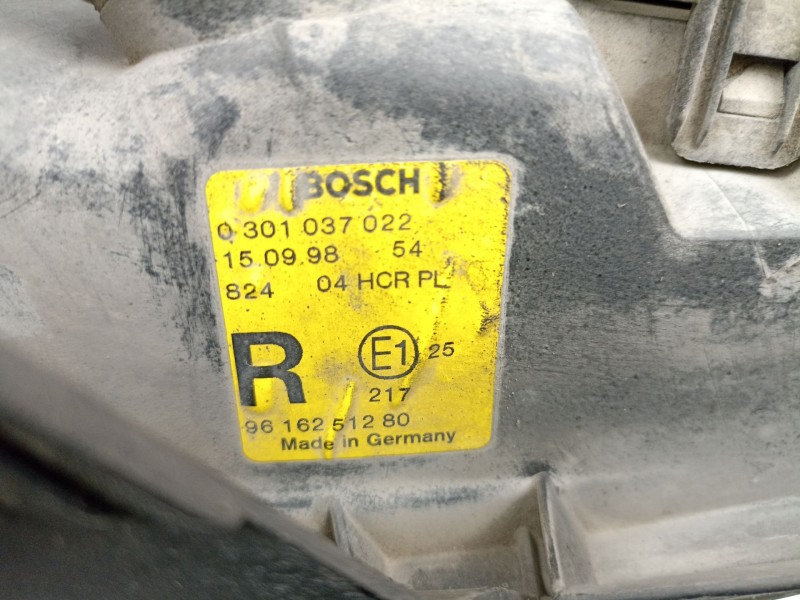 BOSCH
0 301 037 022
15.09.98 54
824 04 HCR PL
R E1 25
217
96 162 512 80
Made in Germany